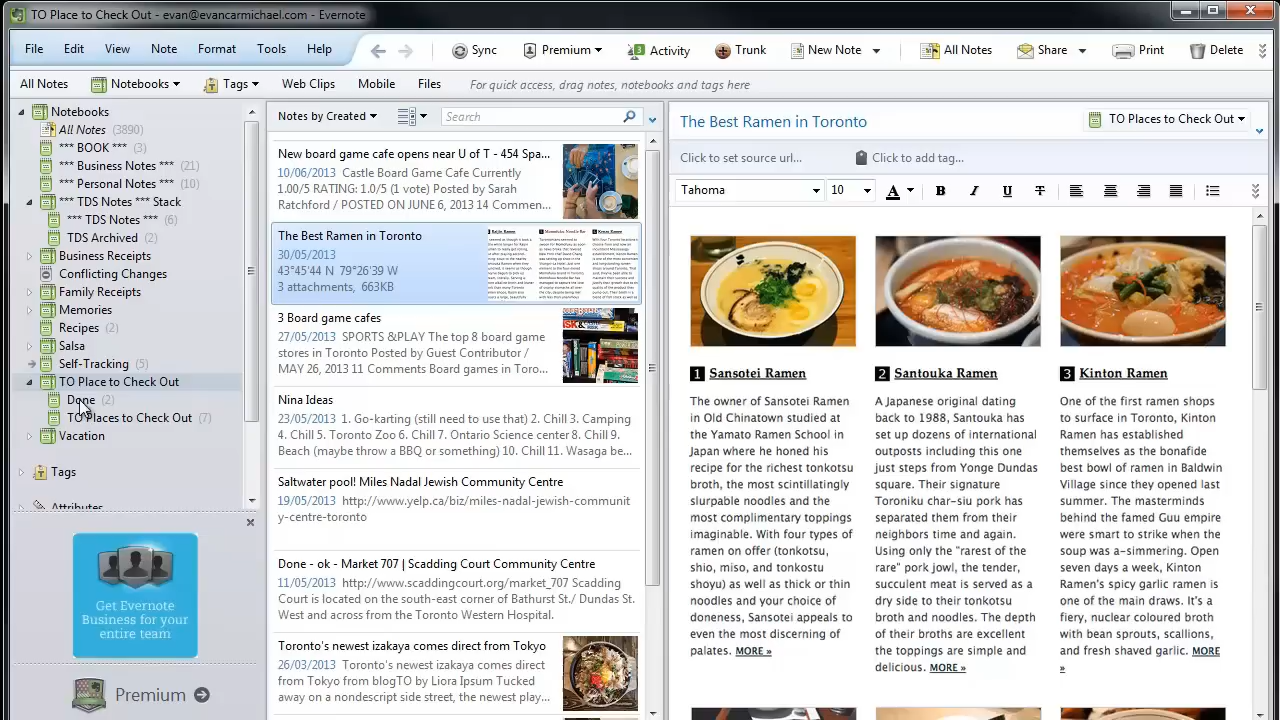 TO Place to Check Out - evan@evancarmichael.com - Evernote
File Edit View Note Format Tools Help
Sync Premium Activity Trunk New Note All Notes Share Print Delete
All Notes Notebooks Tags Web Clips Mobile Files For quick access, drag notes, notebooks and tags here
Notebooks
All Notes (3890)
*** BOOK *** (3)
*** Business Notes *** (21)
*** Personal Notes *** (10)
*** TDS Notes *** Stack
*** TDS Notes *** (6)
TDS Archived (2)
Business
Conflicting Changes
Family
Memories
Recipes (2)
Salsa
Self-Tracking (5)
TO Place to Check Out
Done (2)
TO Places to Check Out (7)
Vacation
Tags
Attributes
Get Evernote
Business for your
entire team
Premium
Notes by Created
Search
New board game cafe opens near U of T - 454 Spa...
10/06/2013 Castle Board Game Cafe Currently
1.00/5 RATING: 1.0/5 (1 vote) Posted by Sarah
Ratchford / POSTED ON JUNE 6, 2013 14 Commen...
The Best Ramen in Toronto
30/05/2013
W
3 attachments,
3 Board game cafes
27/05/2013 SPORTS &PLAY The top 8 board game
stores in Toronto Posted by Guest Contributor /
MAY 26, 2013 11 Comments Board games in Toro...
Nina Ideas
23/05/2013 1. Go-karting (still need to use that) 2. Chill 3. Camping
4. Chill 5. Toronto Zoo 6. Chill 7. Ontario Science center 8. Chill 9.
Beach (maybe throw a BBQ or something) 10. Chill 11. Wasaga be...
Saltwater pool! Miles Nadal Jewish Community Centre
19/05/2013 http://www.yelp.ca/biz/miles-nadal-jewish-communit
y-centre-toronto
Done - ok - Market 707 | Scadding Court Community Centre
11/05/2013 http://www.scaddingcourt.org/market_707 Scadding
Court is located on the south-east corner of Bathurst St./ Dundas St.
West and across from the Toronto Western Hospital.
Toronto's newest izakaya comes direct from Tokyo
26/03/2013 Toronto's newest izakaya comes direct
from Tokyo from blogTO by Liora Ipsum Tucked
away on a nondescript side street, the newest play...
The Best Ramen in Toronto
TO Places to Check Out
Click to set source url...
Click to add tag...
Tahoma 10 A B I U T
1 Sansotei Ramen
The owner of Sansotei Ramen
in Old Chinatown studied at
the Yamato Ramen School in
Japan where he honed his
recipe for the richest tonkotsu
broth, the most scintillatingly
slurpable noodles and the
most complimentary toppings
imaginable. With four types of
ramen on offer (tonkotsu,
shio, miso, and tonkostu
shoyu) as well as thick or thin
noodles and your choice of
doneness, Sansotei appeals to
even the most discerning of
palates. MORE »
2 Santouka Ramen
A Japanese original dating
back to 1988, Santouka has
set up dozens of international
outposts including this one
just steps from Yonge Dundas
square. Their signature
Toroniku char-siu pork has
separated them from their
neighbors time and again.
Using only the "rarest of the
rare" pork jowl, the tender,
succulent meat is served as a
dry side to their tonkotsu
broth and noodles. The depth
of their broths are excellent
the toppings are simple and
delicious. MORE »
3 Kinton Ramen
One of the first ramen shops
to surface in Toronto, Kinton
Ramen has established
themselves as the bonafide
best bowl of ramen in Baldwin
Village since they opened last
summer. The masterminds
behind the famed Guu empire
were smart to strike when the
soup was a-simmering. Open
seven days a week, Kinton
Ramen's spicy garlic ramen is
one of the main draws. It's a
fiery, nuclear coloured broth
with bean sprouts, scallions,
and fresh shaved garlic. MORE
»